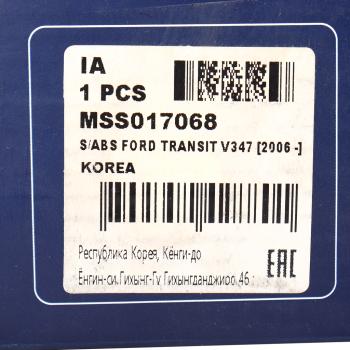 IA
1 PCS
MSS017068
S/ABS FORD TRANSIT V347 [2006 -]
KOREA
Республика Корея, Кёнги-до
Ёнгин-си, Гихынг-Гу, Гихынгданджиро, 46
EAC